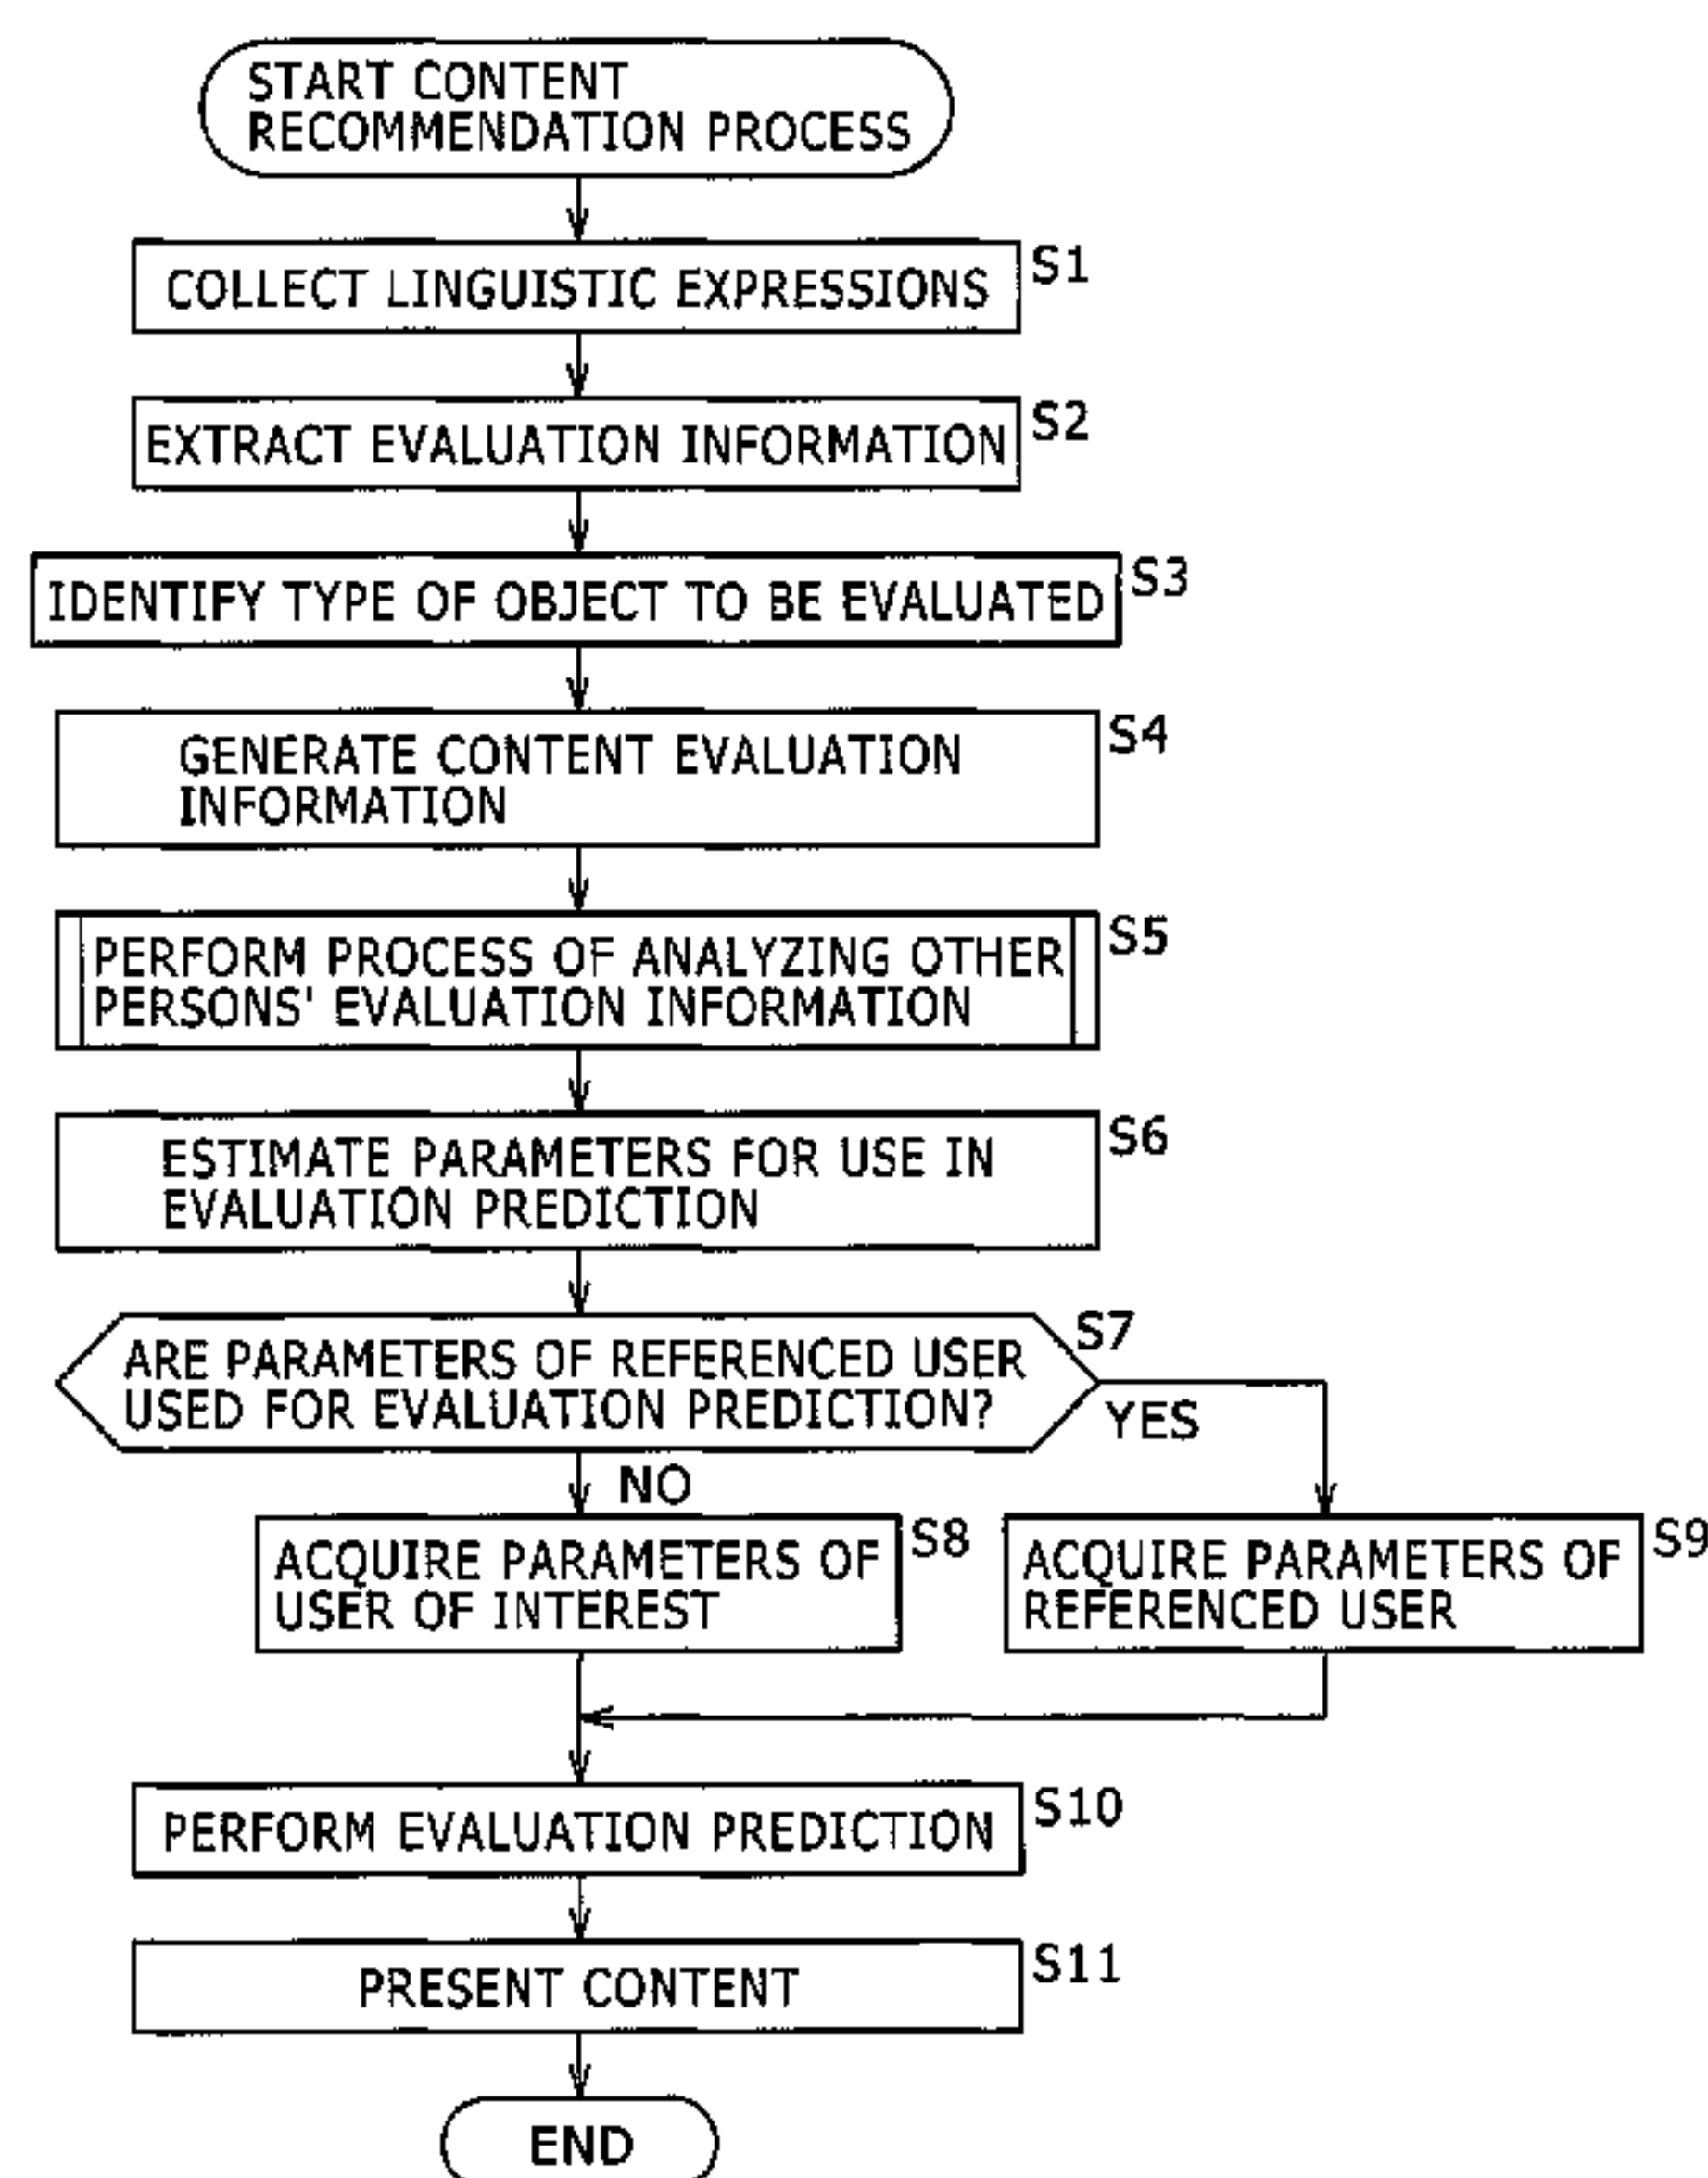 START CONTENT
RECOMMENDATION PROCESS
COLLECT LINGUISTIC EXPRESSIONS
S1
EXTRACT EVALUATION INFORMATION
S2
IDENTIFY TYPE OF OBJECT TO BE EVALUATED
S3
GENERATE CONTENT EVALUATION
INFORMATION
S4
PERFORM PROCESS OF ANALYZING OTHER
PERSONS' EVALUATION INFORMATION
S5
ESTIMATE PARAMETERS FOR USE IN
EVALUATION PREDICTION
S6
ARE PARAMETERS OF REFERENCED USER
USED FOR EVALUATION PREDICTION?
S7
YES
NO
ACQUIRE PARAMETERS OF
USER OF INTEREST
S8
ACQUIRE PARAMETERS OF
REFERENCED USER
S9
PERFORM EVALUATION PREDICTION
S10
PRESENT CONTENT
S11
END